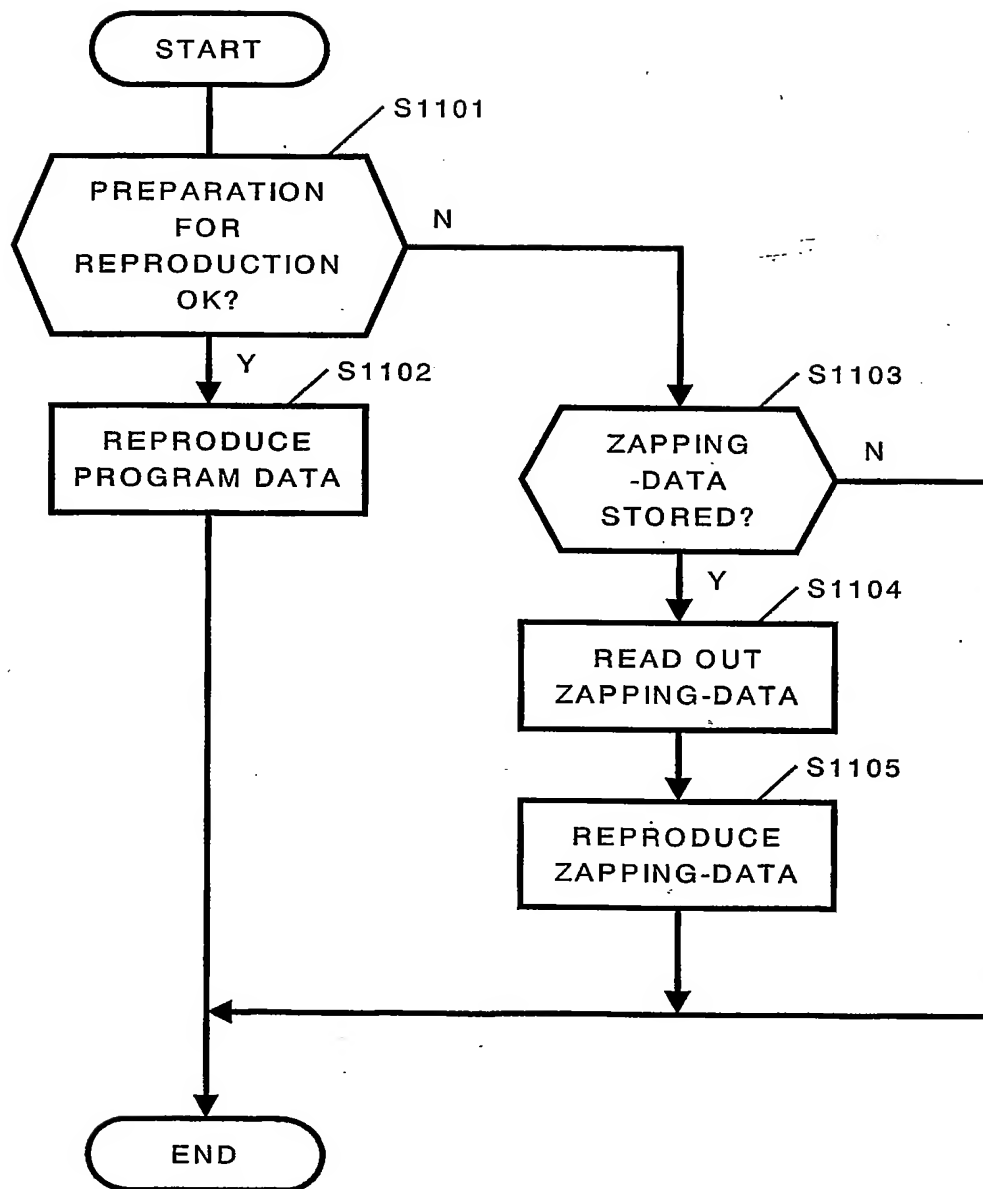 START
S1101
PREPARATION
FOR
REPRODUCTION
OK?
N
Y
S1102
REPRODUCE
PROGRAM DATA
S1103
ZAPPING
-DATA
STORED?
N
Y
S1104
READ OUT
ZAPPING-DATA
S1105
REPRODUCE
ZAPPING-DATA
END